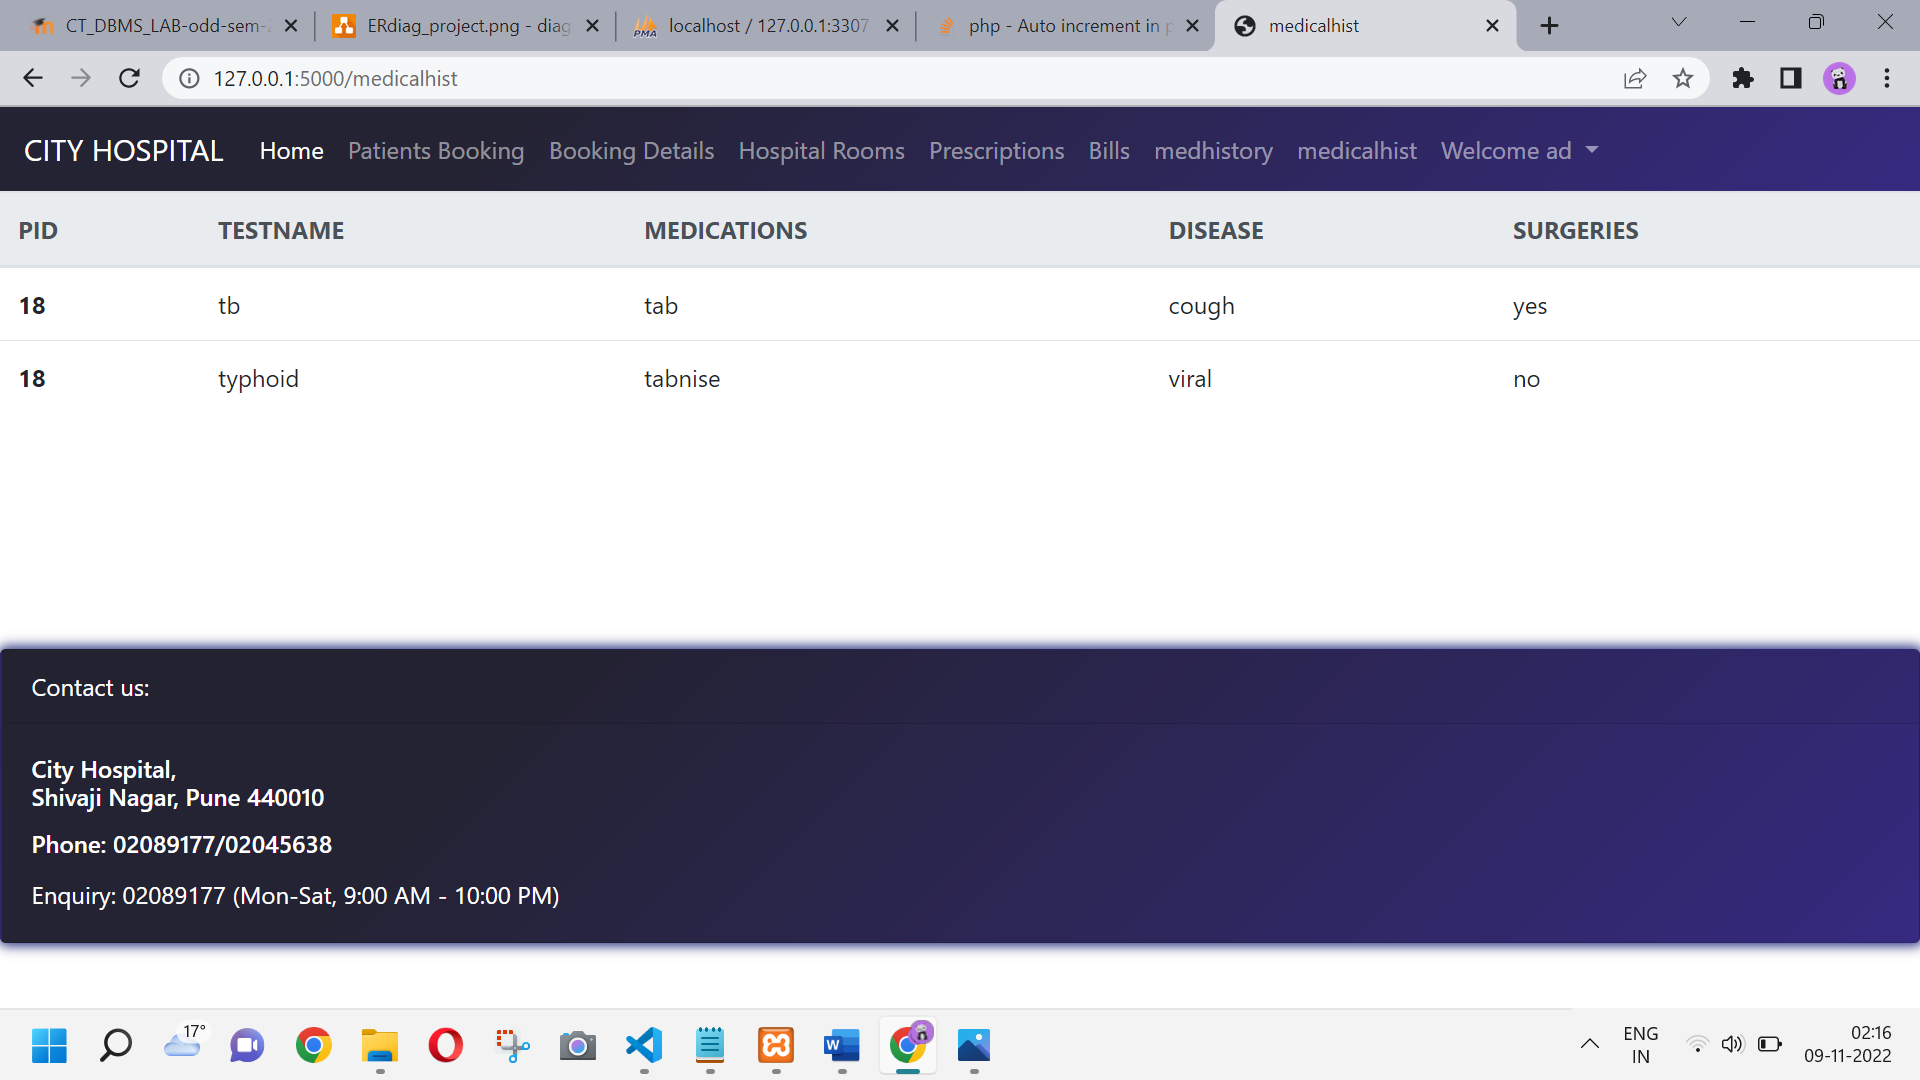 CT_DBMS_LAB-odd-sem-2
ERdiag_project.png - diag
localhost / 127.0.0.1:3307
php - Auto increment in p
medicalhist
127.0.0.1:5000/medicalhist
CITY HOSPITAL Home Patients Booking Booking Details Hospital Rooms Prescriptions Bills medhistory medicalhist Welcome ad
PID TESTNAME MEDICATIONS DISEASE SURGERIES
18 tb tab cough yes
18 typhoid tabnise viral no
Contact us:
City Hospital,
Shivaji Nagar, Pune 440010
Phone: 02089177/02045638
Enquiry: 02089177 (Mon-Sat, 9:00 AM - 10:00 PM)
17°
ENG
IN
02:16
09-11-2022